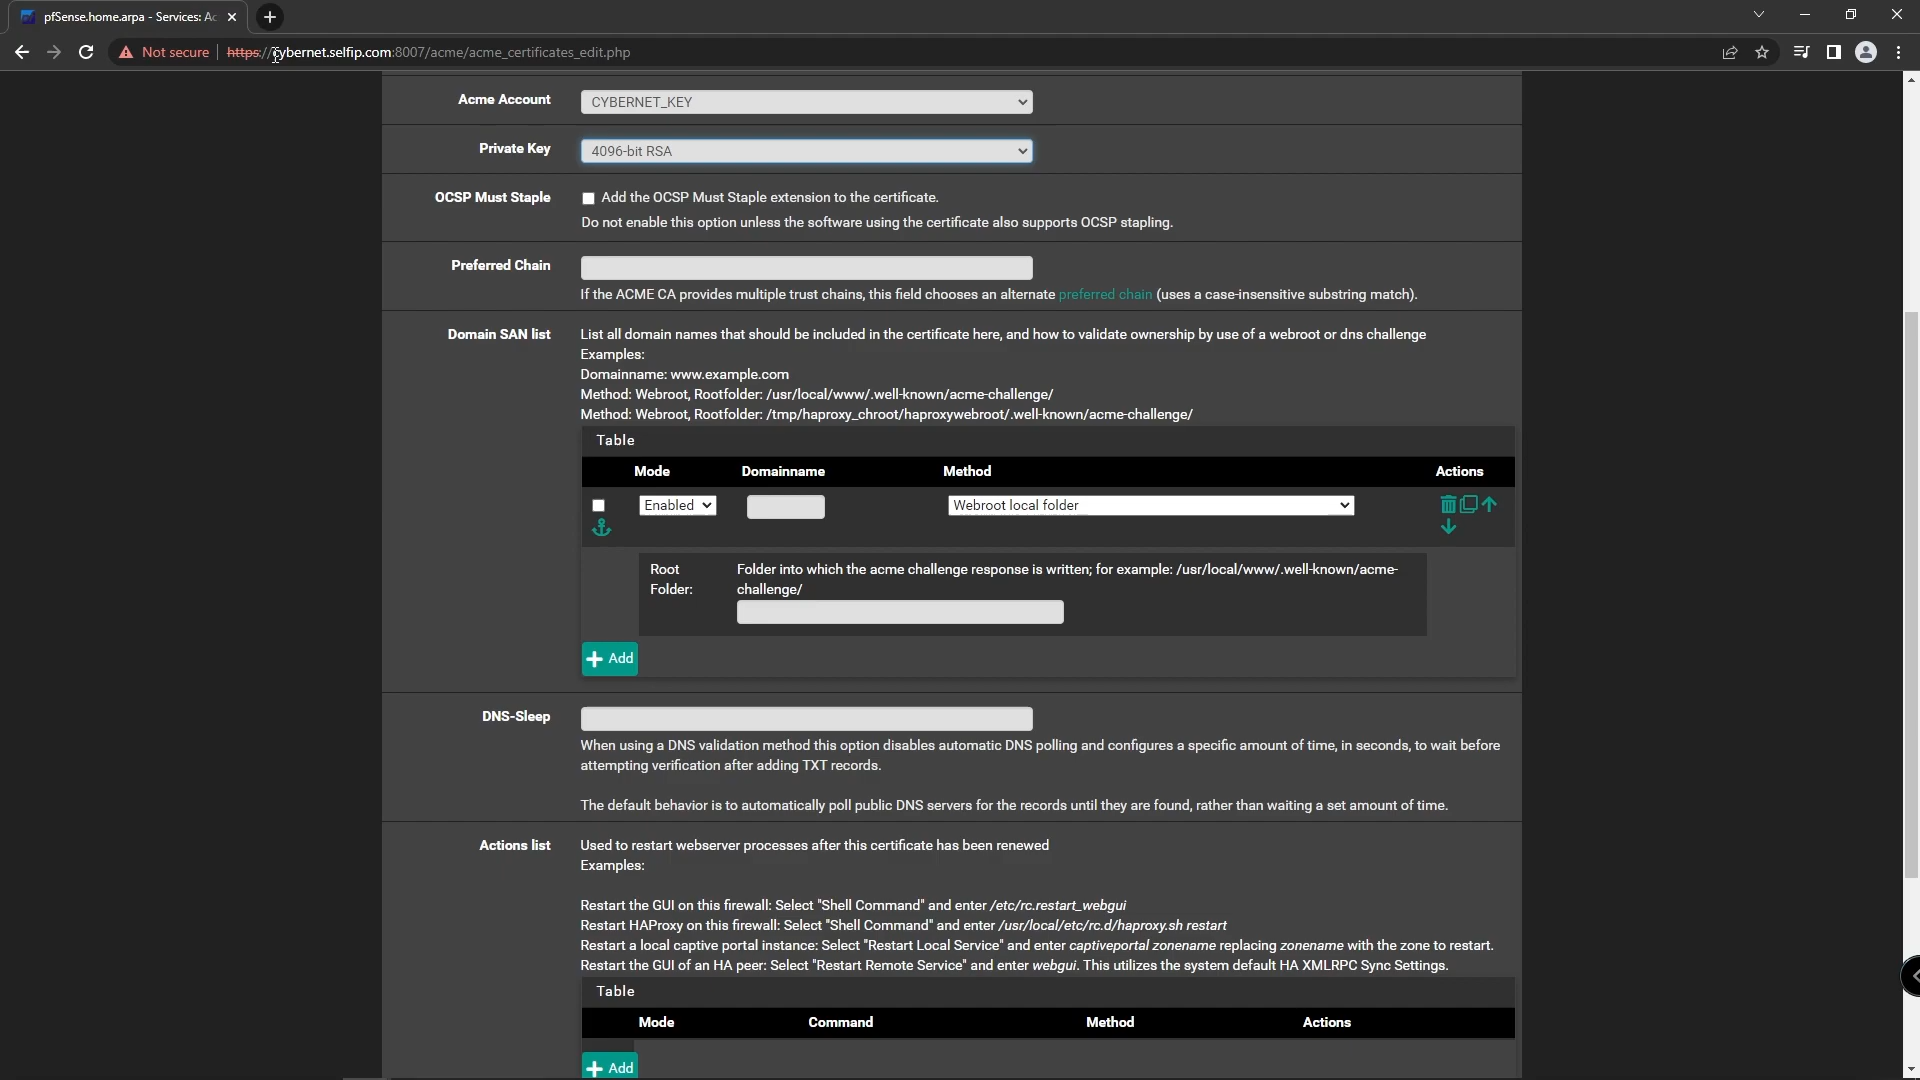 pfSense.home.arpa - Services: Ac
Not secure
https://cybernet.selfip.com:8007/acme/acme_certificates_edit.php
Acme Account
CYBERNET_KEY
Private Key
4096-bit RSA
OCSP Must Staple
Add the OCSP Must Staple extension to the certificate.
Do not enable this option unless the software using the certificate also supports OCSP stapling.
Preferred Chain
If the ACME CA provides multiple trust chains, this field chooses an alternate preferred chain (uses a case-insensitive substring match).
Domain SAN list
List all domain names that should be included in the certificate here, and how to validate ownership by use of a webroot or dns challenge
Examples:
Domainname: www.example.com
Method: Webroot, Rootfolder: /usr/local/www/.well-known/acme-challenge/
Method: Webroot, Rootfolder: /tmp/haproxy_chroot/haproxywebroot/.well-known/acme-challenge/
Table
Mode Domainname Method Actions
Enabled Webroot local folder
Root Folder:
Folder into which the acme challenge response is written; for example: /usr/local/www/.well-known/acme-
challenge/
Add
DNS-Sleep
When using a DNS validation method this option disables automatic DNS polling and configures a specific amount of time, in seconds, to wait before
attempting verification after adding TXT records.
The default behavior is to automatically poll public DNS servers for the records until they are found, rather than waiting a set amount of time.
Actions list
Used to restart webserver processes after this certificate has been renewed
Examples:
Restart the GUI on this firewall: Select "Shell Command" and enter /etc/rc.restart_webgui
Restart HAProxy on this firewall: Select "Shell Command" and enter /usr/local/etc/rc.d/haproxy.sh restart
Restart a local captive portal instance: Select "Restart Local Service" and enter captiveportal zonename replacing zonename with the zone to restart.
Restart the GUI of an HA peer: Select "Restart Remote Service" and enter webgui. This utilizes the system default HA XMLRPC Sync Settings.
Table
Mode Command Method Actions
Add